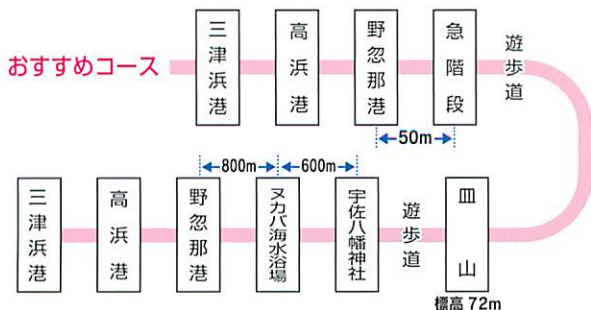 おすすめコース
三津浜港
高浜港
野忽那港
急階段
遊歩道
50m
800m
600m
三津浜港
高浜港
野忽那港
ヌカバ海水浴場
宇佐八幡神社
遊歩道
皿山
標高 72m